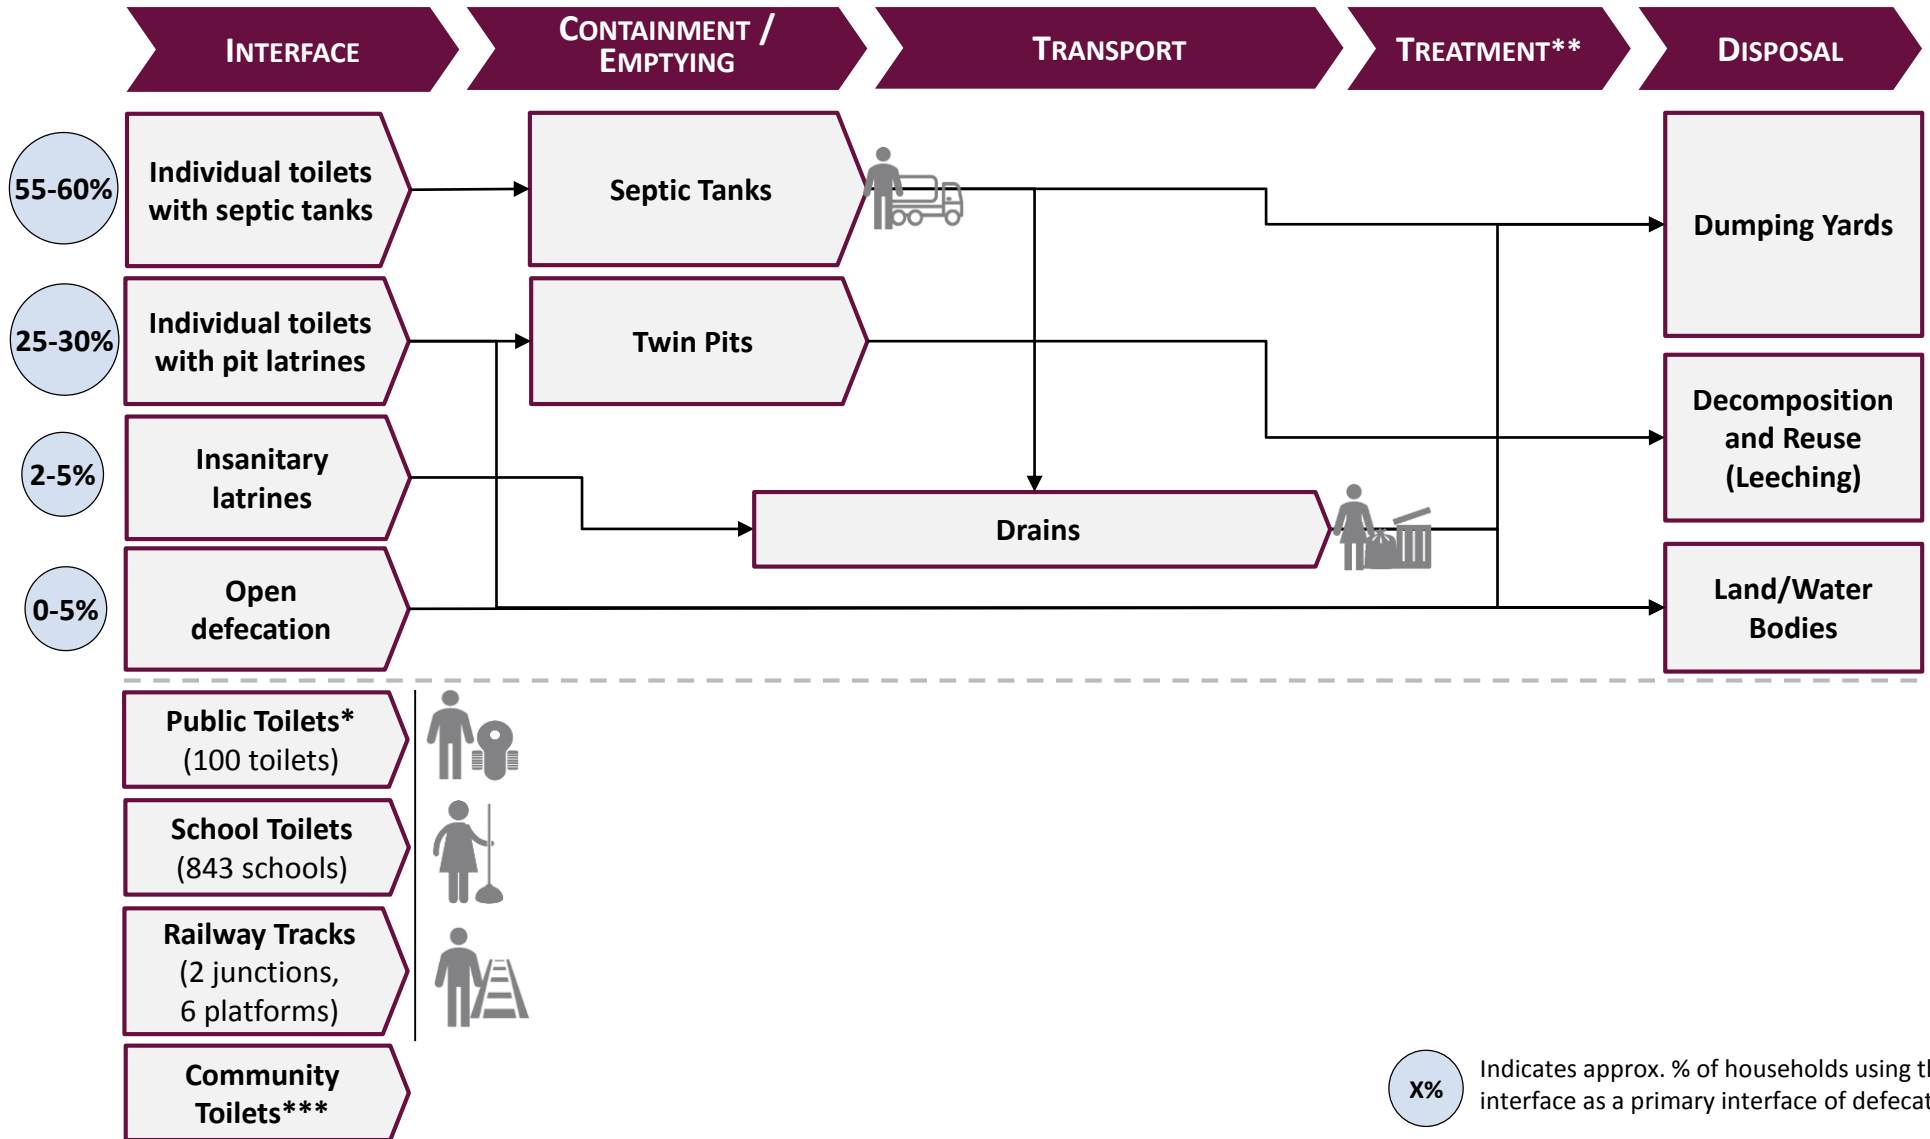 INTERFACE
CONTAINMENT /
EMPTYING
TRANSPORT
TREATMENT**
DISPOSAL
55-60%
Individual toilets
with septic tanks
Septic Tanks
Dumping Yards
25-30%
Individual toilets
with pit latrines
Twin Pits
Decomposition
and Reuse
(Leeching)
2-5%
Insanitary
latrines
Drains
0-5%
Open
defecation
Land/Water
Bodies
Public Toilets*
(100 toilets)
School Toilets
(843 schools)
Railway Tracks
(2 junctions,
6 platforms)
Community
Toilets***
X%
Indicates approx. % of households using
interface as a primary interface of